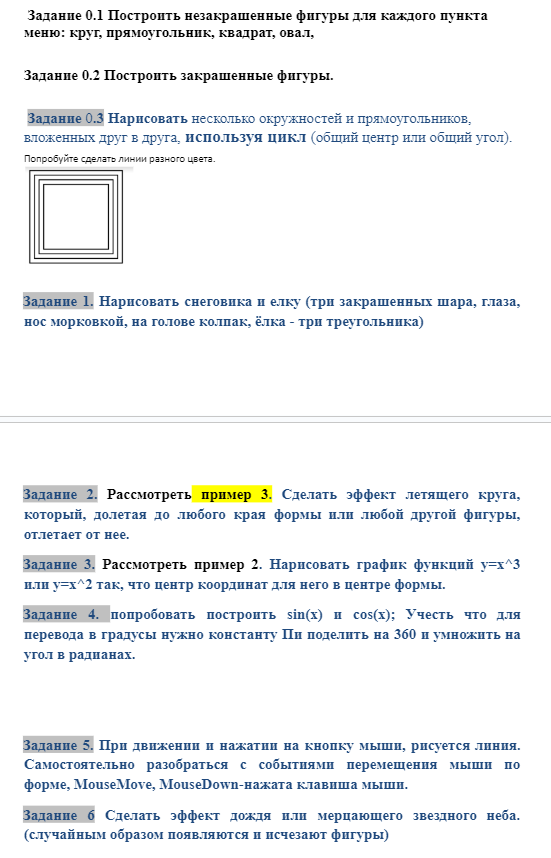 Задание 0.1 Построить незакрашенные фигуры для каждого пункта
меню: круг, прямоугольник, квадрат, овал,
Задание 0.2 Построить закрашенные фигуры.
Задание 0.3 Нарисовать несколько окружностей и прямоугольников,
вложенных друг в друга, используя цикл (общий центр или общий угол).
Попробуйте сделать линии разного цвета.
Задание 1. Нарисовать снеговика и елку (три закрашенных шара, глаза,
нос морковкой, на голове колпак, ёлка - три треугольника)
Задание 2. Рассмотреть пример 3. Сделать эффект летящего круга,
который, долетая до любого края формы или любой другой фигуры,
отлетает от нее.
Задание 3. Рассмотреть пример 2. Нарисовать график функций y=x^3
или y=x^2 так, что центр координат для него в центре формы.
Задание 4. попробовать построить sin(x) и cos(x); Учесть что для
перевода в градусы нужно константу Пи поделить на 360 и умножить на
угол в радианах.
Задание 5. При движении и нажатии на кнопку мыши, рисуется линия.
Самостоятельно разобраться с событиями перемещения мыши по
форме, MouseMove, MouseDown-нажата клавиша мыши.
Задание 6 Сделать эффект дождя или мерцающего звездного неба.
(случайным образом появляются и исчезают фигуры)